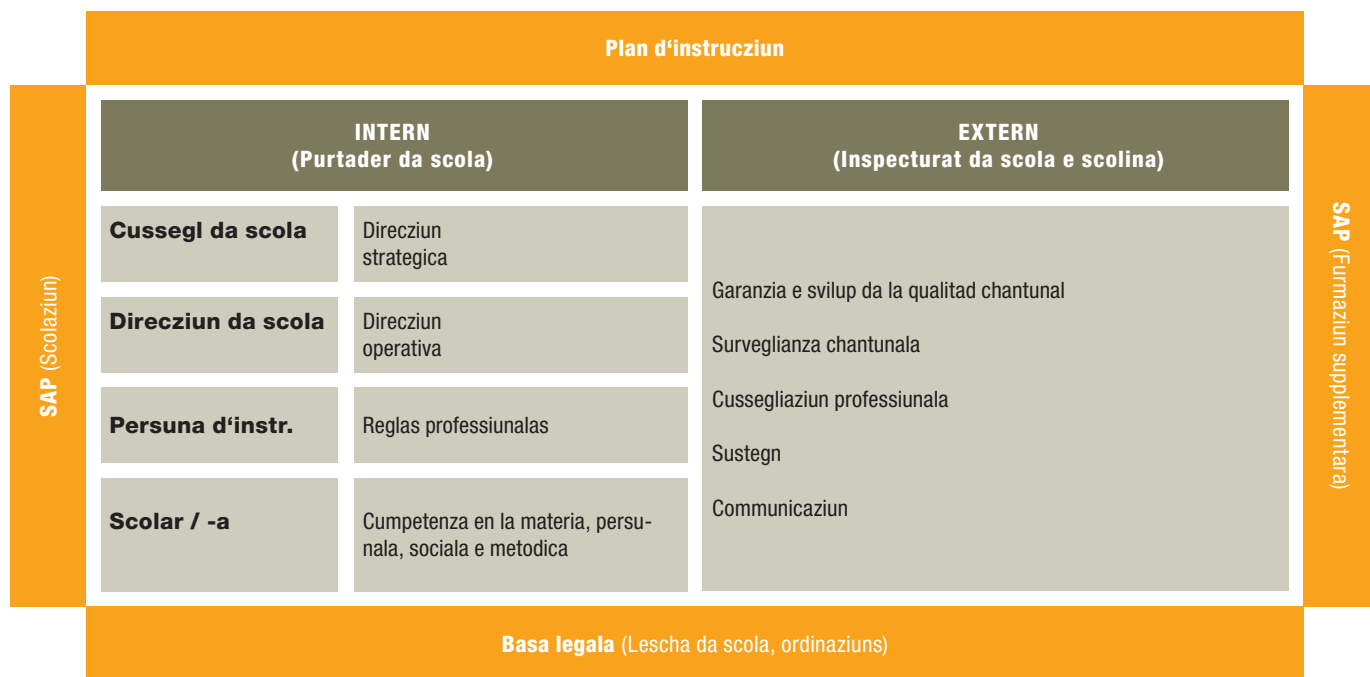 Plan d‘instrucziun
SAP (Scolaziun)
INTERN
(Purtader da scola)
EXTERN
(Inspecturat da scola e scolina)
Cussegl da scola
Direcziun
strategica
Direcziun da scola
Direcziun
operativa
Persuna d‘instr.
Reglas professiunalas
Scolar / -a
Cumpetenza en la materia, persu-
nala, sociala e metodica
Garanzia e svilup da la qualitad chantunal
Surveglianza chantunala
Cussegliaziun professiunala
Sustegn
Communicaziun
SAP (Furmaziun supplementara)
Basa legala (Lescha da scola, ordinaziuns)